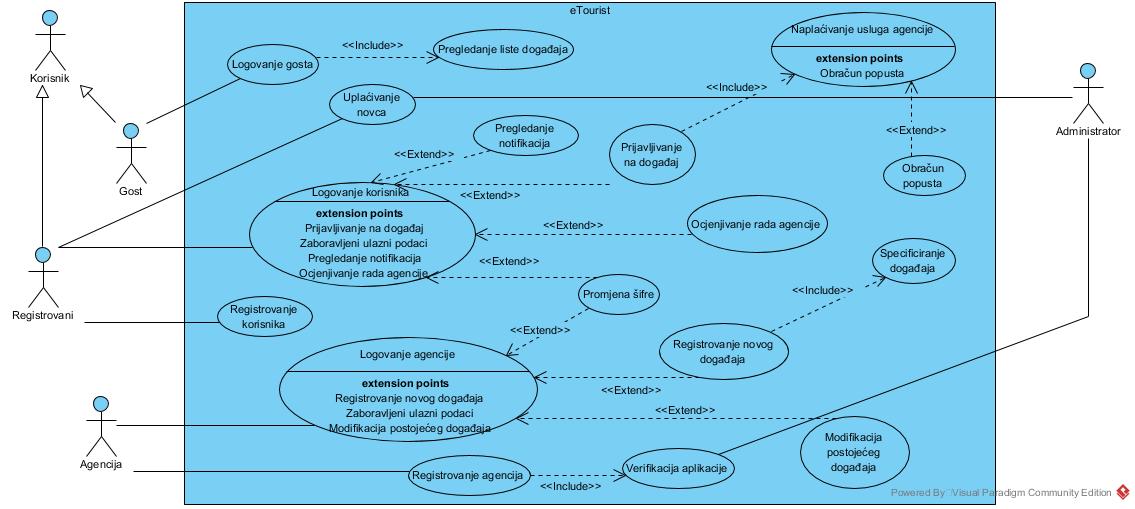 eTourist
Korisnik
Gost
Registrovani
Agencija
Administrator
Logovanje gosta
<<Include>>
Pregledanje liste događaja
Naplaćivanje usluga agencije
extension points
Obračun popusta
Uplaćivanje
novca
<<Include>>
Pregledanje
notifikacija
Prijavljivanje
na događaj
<<Extend>>
Obračun
popusta
<<Extend>>
<<Extend>>
Logovanje korisnika
extension points
Prijavljivanje na događaj
Zaboravljeni ulazni podaci
Pregledanje notifikacija
Ocjenjivanje rada agencije
<<Extend>>
Ocjenjivanje rada agencije
<<Extend>>
Specificiranje
događaja
<<Include>>
Promjena šifre
Registrovanje
korisnika
<<Extend>>
Registrovanje novog
događaja
Logovanje agencije
extension points
Registrovanje novog događaja
Zaboravljeni ulazni podaci
Modifikacija postojećeg događaja
<<Extend>>
<<Extend>>
Modifikacija
postojećeg
događaja
Registrovanje agencija
<<Include>>
Verifikacija aplikacije
Powered By Visual Paradigm Community Edition